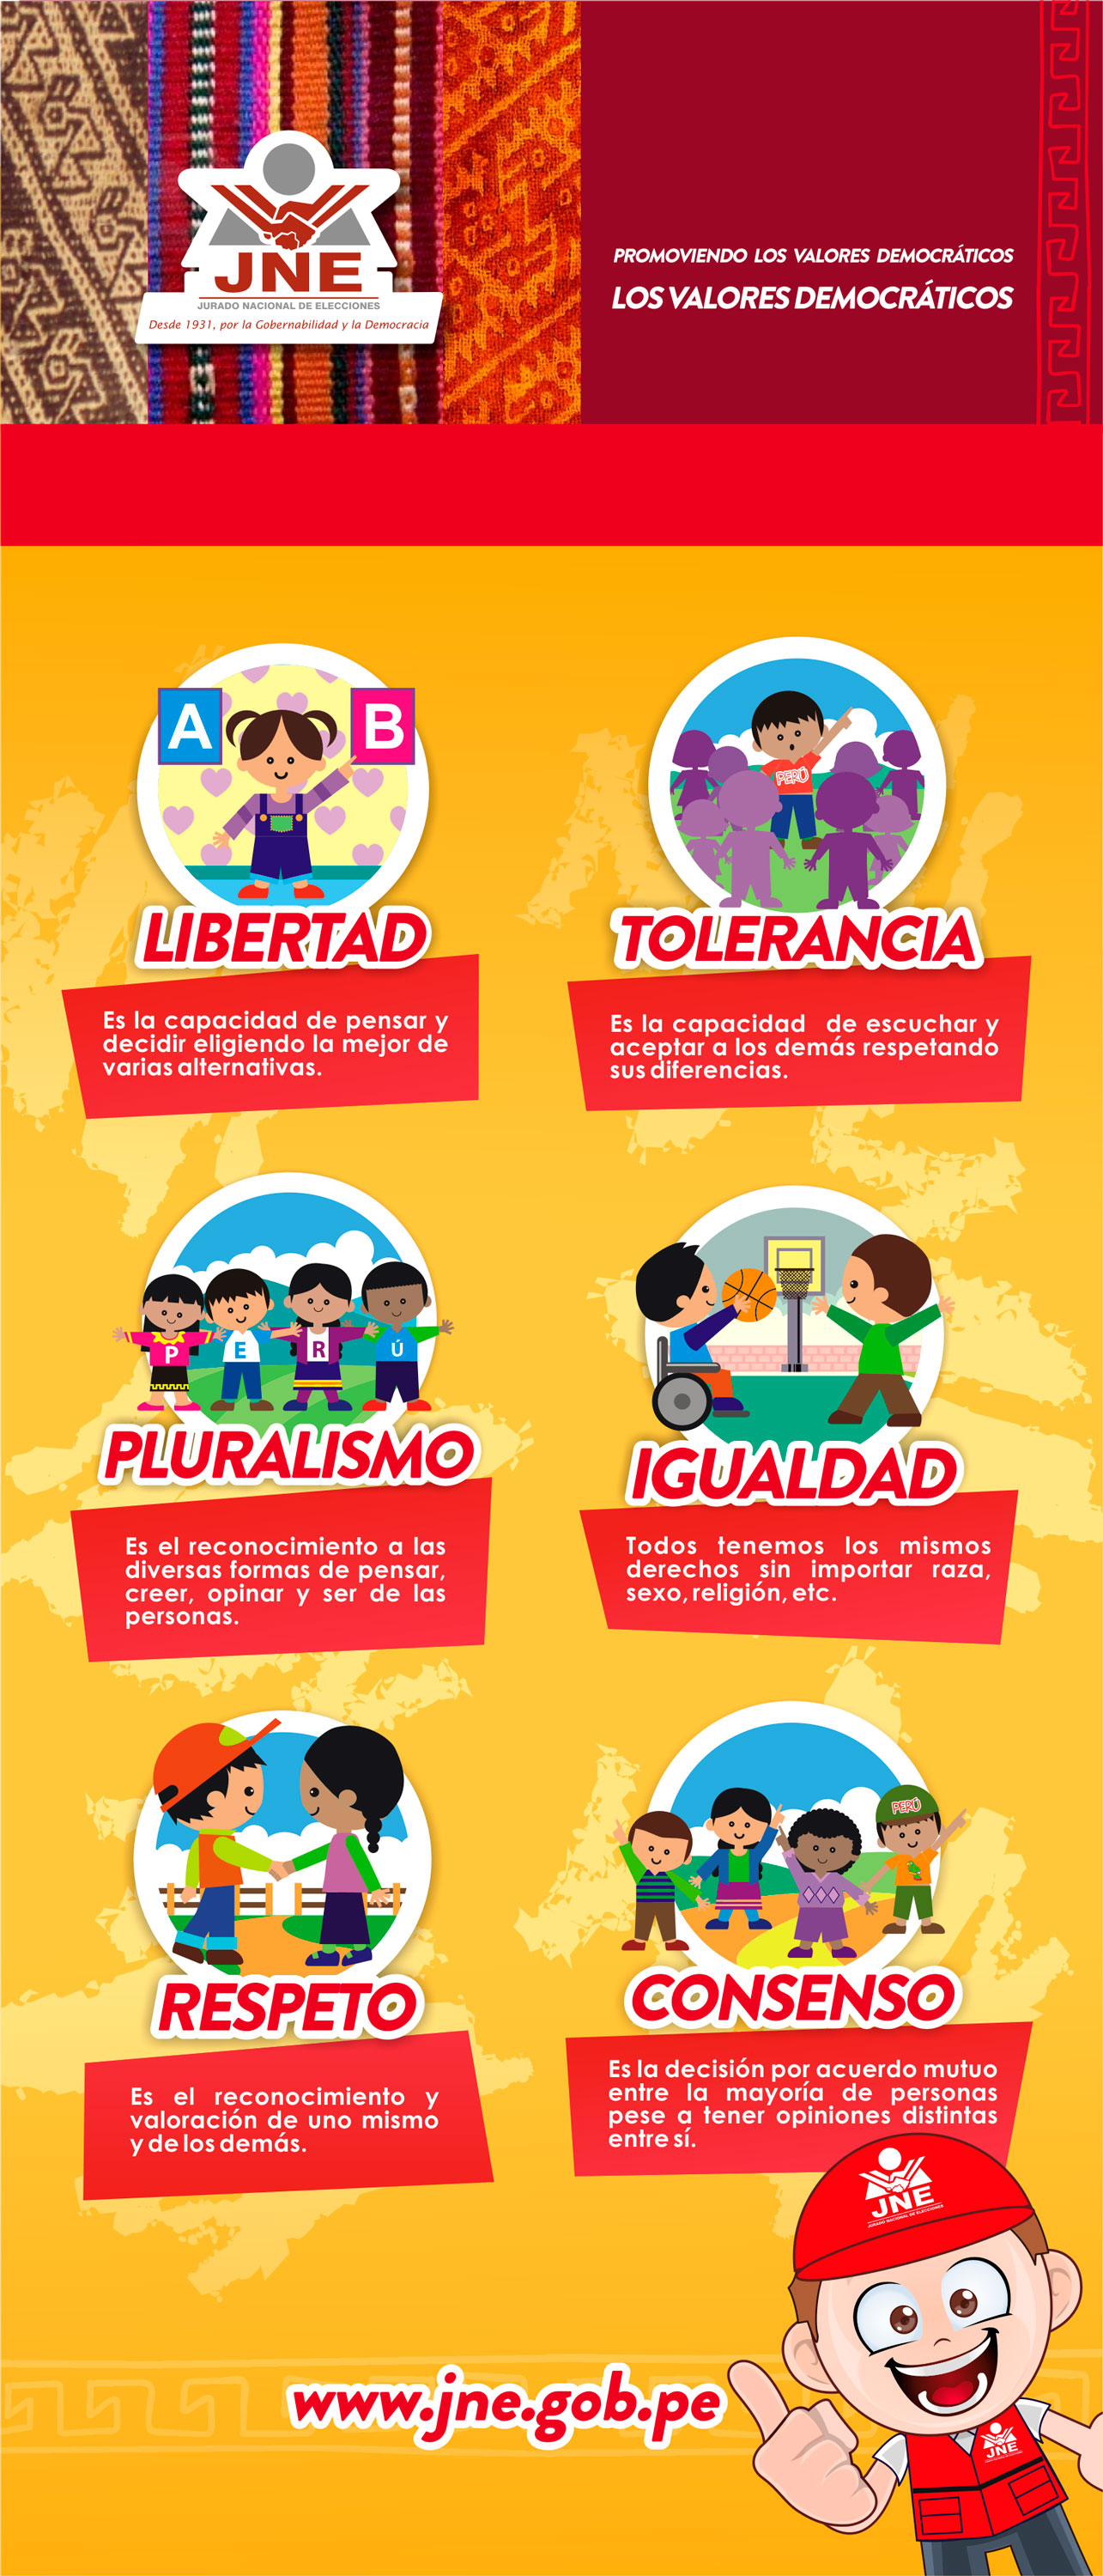 JNE
JURADO NACIONAL DE ELECCIONES
Desde 1931, por la Gobernabilidad y la Democracia
PROMOVIENDO LOS VALORES DEMOCRÁTICOS
LOS VALORES DEMOCRÁTICOS
A
B
LIBERTAD
Es la capacidad de pensar y
decidir eligiendo la mejor de
varias alternativas.
PERÚ
TOLERANCIA
Es la capacidad de escuchar y
aceptar a los demás respetando
sus diferencias.
P E R U
PLURALISMO
Es el reconocimiento a las
diversas formas de pensar,
creer, opinar y ser de las
personas.
IGUALDAD
Todos tenemos los mismos
derechos sin importar raza,
sexo, religión, etc.
RESPETO
Es el reconocimiento y
valoración de uno mismo
y de los demás.
PERÚ
CONSENSO
Es la decisión por acuerdo mutuo
entre la mayoría de personas
pese a tener opiniones distintas
entre sí.
JNE
JURADO NACIONAL DE ELECCIONES
www.jne.gob.pe
JNE